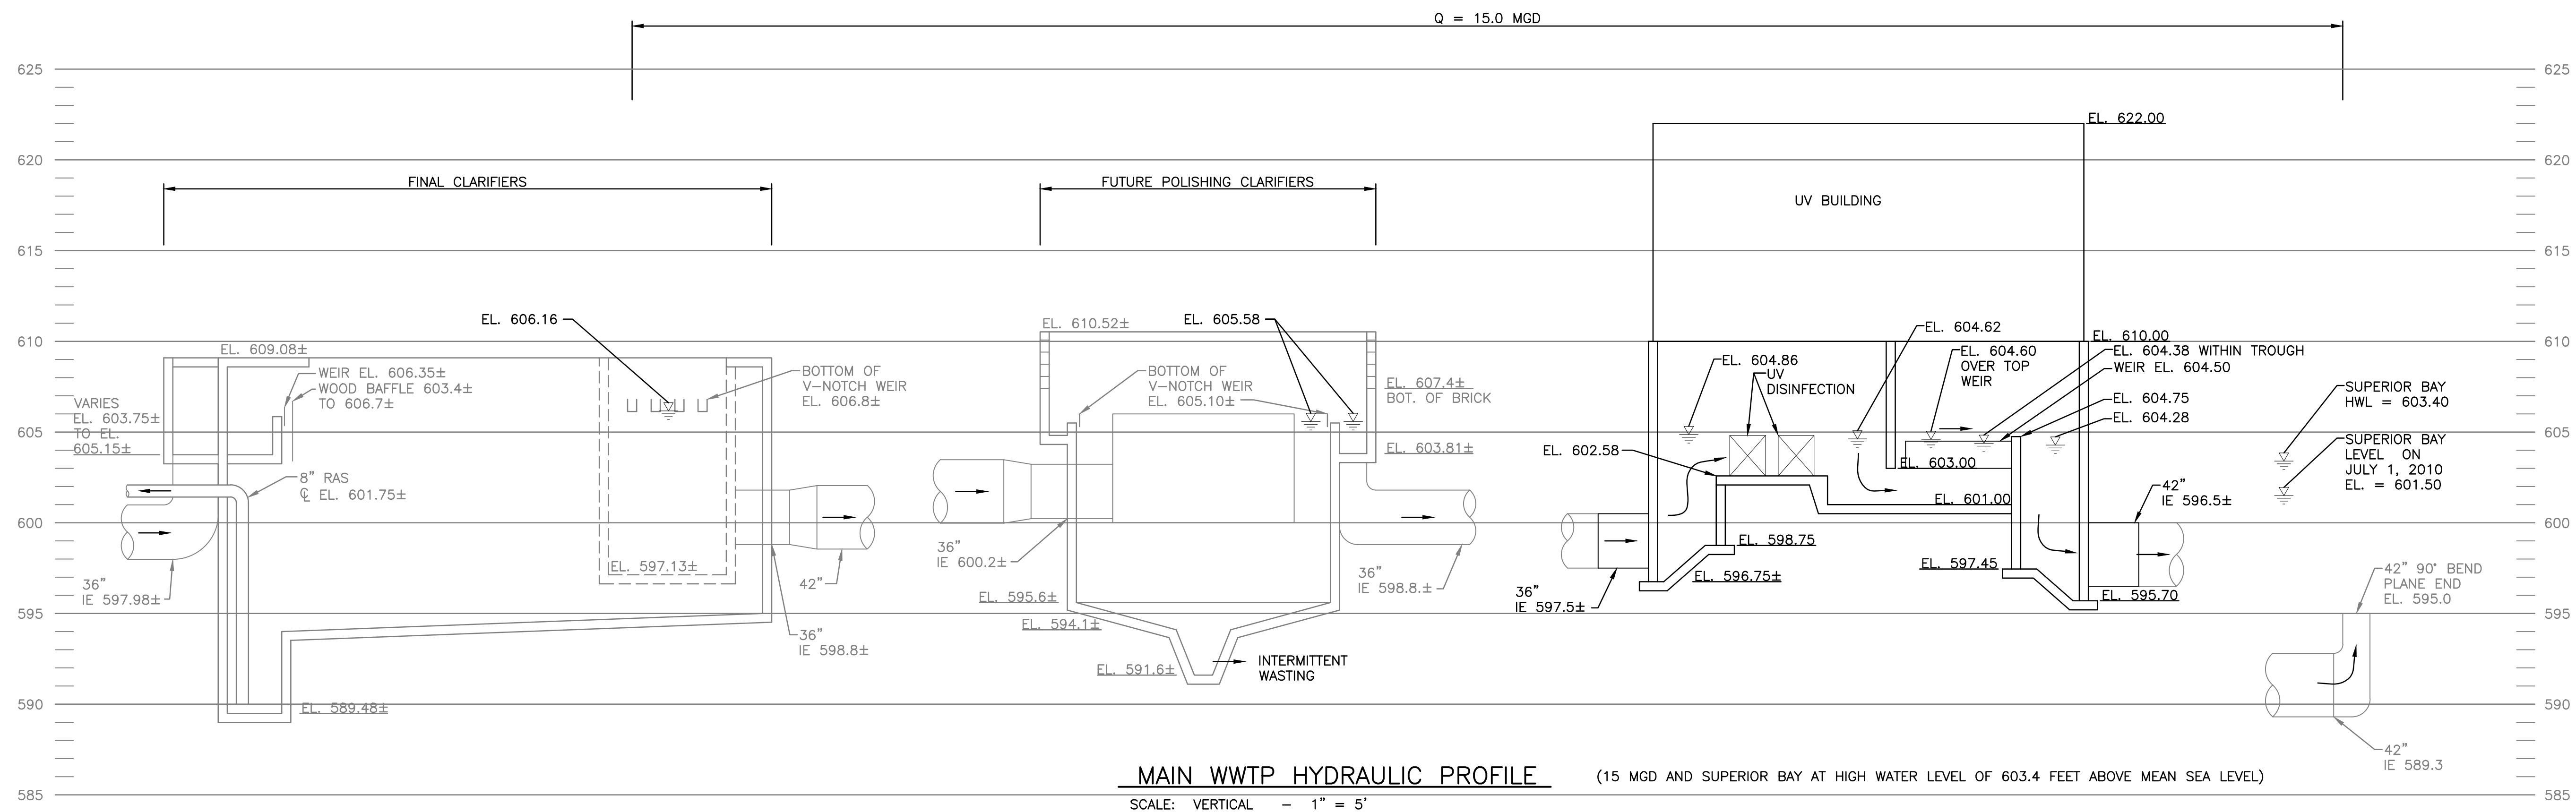 Q = 15.0 MGD
625
625
EL. 622.00
620
620
FINAL CLARIFIERS
FUTURE POLISHING CLARIFIERS
UV BUILDING
615
615
EL. 606.16
EL. 610.52±
EL. 605.58
EL. 604.62
EL. 610.00
610
610
EL. 609.08±
WEIR EL. 606.35±
WOOD BAFFLE 603.4±
TO 606.7±
BOTTOM OF
V-NOTCH WEIR
EL. 606.8±
BOTTOM OF
V-NOTCH WEIR
EL. 605.10±
EL. 607.4±
BOT. OF BRICK
EL. 604.86
UV
DISINFECTION
EL. 604.60
OVER TOP
WEIR
EL. 604.38 WITHIN TROUGH
WEIR EL. 604.50
EL. 604.75
EL. 604.28
SUPERIOR BAY
HWL = 603.40
VARIES
EL. 603.75±
TO EL.
605.15±
605
605
EL. 603.81±
EL. 602.58
EL. 603.00
SUPERIOR BAY
LEVEL ON
JULY 1, 2010
EL. = 601.50
8" RAS
℄ EL. 601.75±
EL. 601.00
42"
IE 596.5±
600
600
36"
IE 600.2±
EL. 598.75
36"
IE 597.98±
EL. 597.13±
42"
36"
IE 598.8.±
EL. 596.75±
EL. 597.45
42" 90° BEND
PLANE END
EL. 595.0
EL. 595.6±
36"
IE 597.5±
EL. 595.70
595
595
EL. 594.1±
36"
IE 598.8±
EL. 591.6±
INTERMITTENT
WASTING
590
590
EL. 589.48±
42"
IE 589.3
MAIN WWTP HYDRAULIC PROFILE
(15 MGD AND SUPERIOR BAY AT HIGH WATER LEVEL OF 603.4 FEET ABOVE MEAN SEA LEVEL)
585
585
SCALE: VERTICAL - 1" = 5'